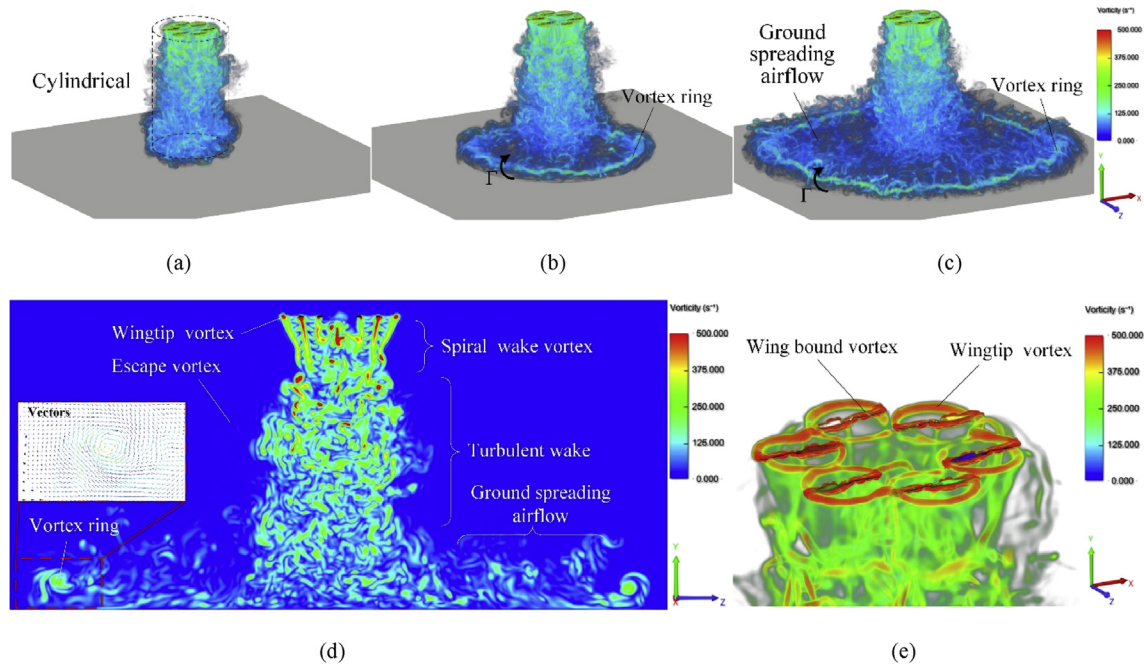 Cylindrical
(a)
Vortex ring
Γ
(b)
Ground
spreading
airflow
Vortex ring
Γ
(c)
Vorticity (s⁻¹)
500.000
375.000
250.000
125.000
0.000
Y
X
Z
Wingtip vortex
Escape vortex
Spiral wake vortex
Vectors
Turbulent wake
Ground spreading
airflow
Vortex ring
Vorticity (s⁻¹)
500.000
375.000
250.000
125.000
0.000
Y
X
Z
(d)
Wing bound vortex
Wingtip vortex
Vorticity (s⁻¹)
500.000
375.000
250.000
125.000
0.000
Y
X
Z
(e)